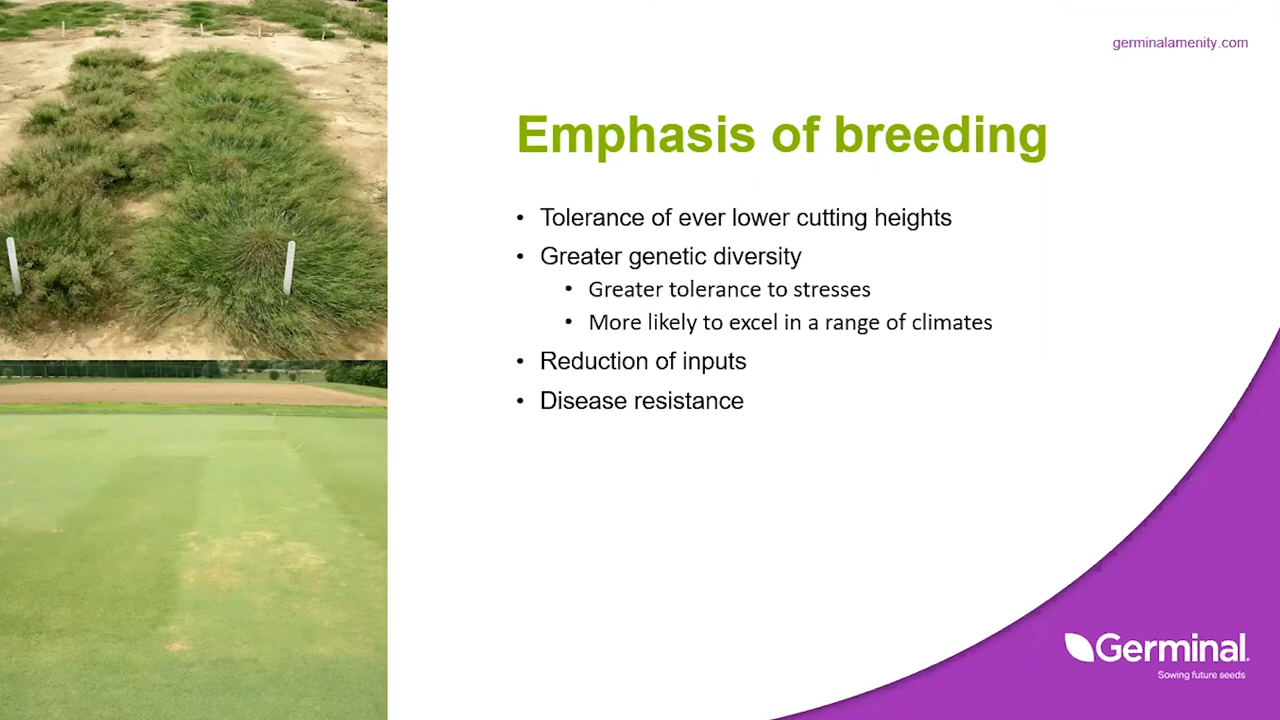 germinalamenity.com
Emphasis of breeding
• Tolerance of ever lower cutting heights
• Greater genetic diversity
• Greater tolerance to stresses
• More likely to excel in a range of climates
• Reduction of inputs
• Disease resistance
Germinal.
Sowing future seeds